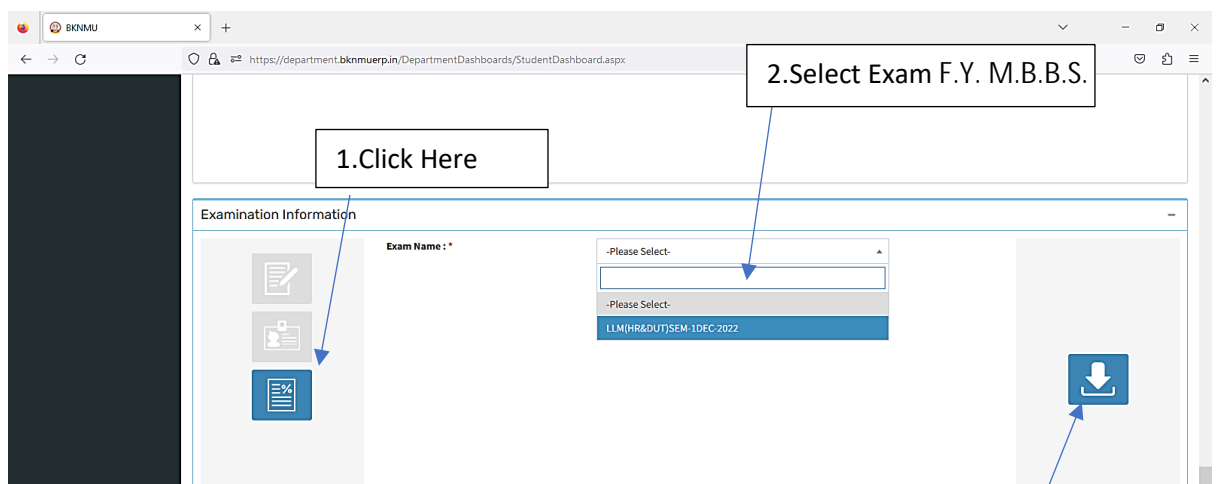 BKNMU
https://department.bknmuerp.in/DepartmentDashboards/StudentDashboard.aspx
2.Select Exam F.Y. M.B.B.S.
1.Click Here
Examination Information
Exam Name : *
-Please Select-
-Please Select-
LLM(HR&DUT)SEM-1DEC-2022